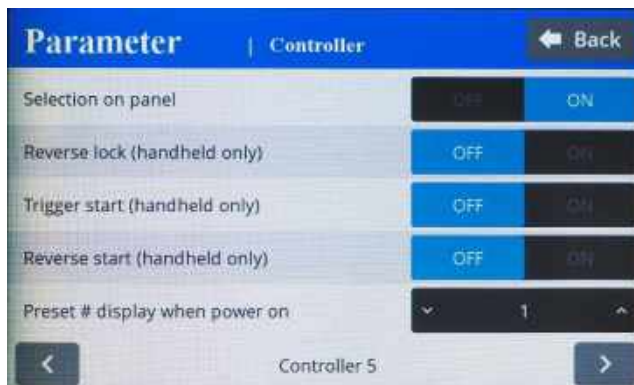 Parameter | Controller Back
Selection on panel OFF ON
Reverse lock (handheld only) OFF ON
Trigger start (handheld only) OFF ON
Reverse start (handheld only) OFF ON
Preset # display when power on 1
Controller 5